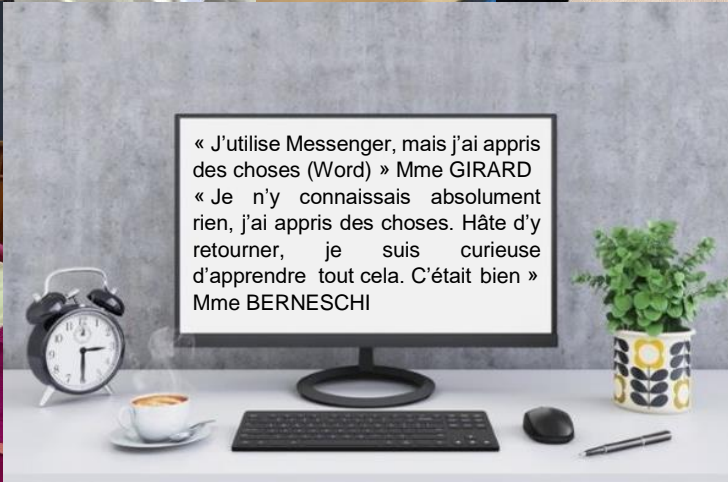 « J’utilise Messenger, mais j’ai appris
des choses (Word) » Mme GIRARD
« Je n’y connaissais absolument
rien, j’ai appris des choses. Hâte d’y
retourner, je suis curieuse
d’apprendre tout cela. C’était bien »
Mme BERNESCHI